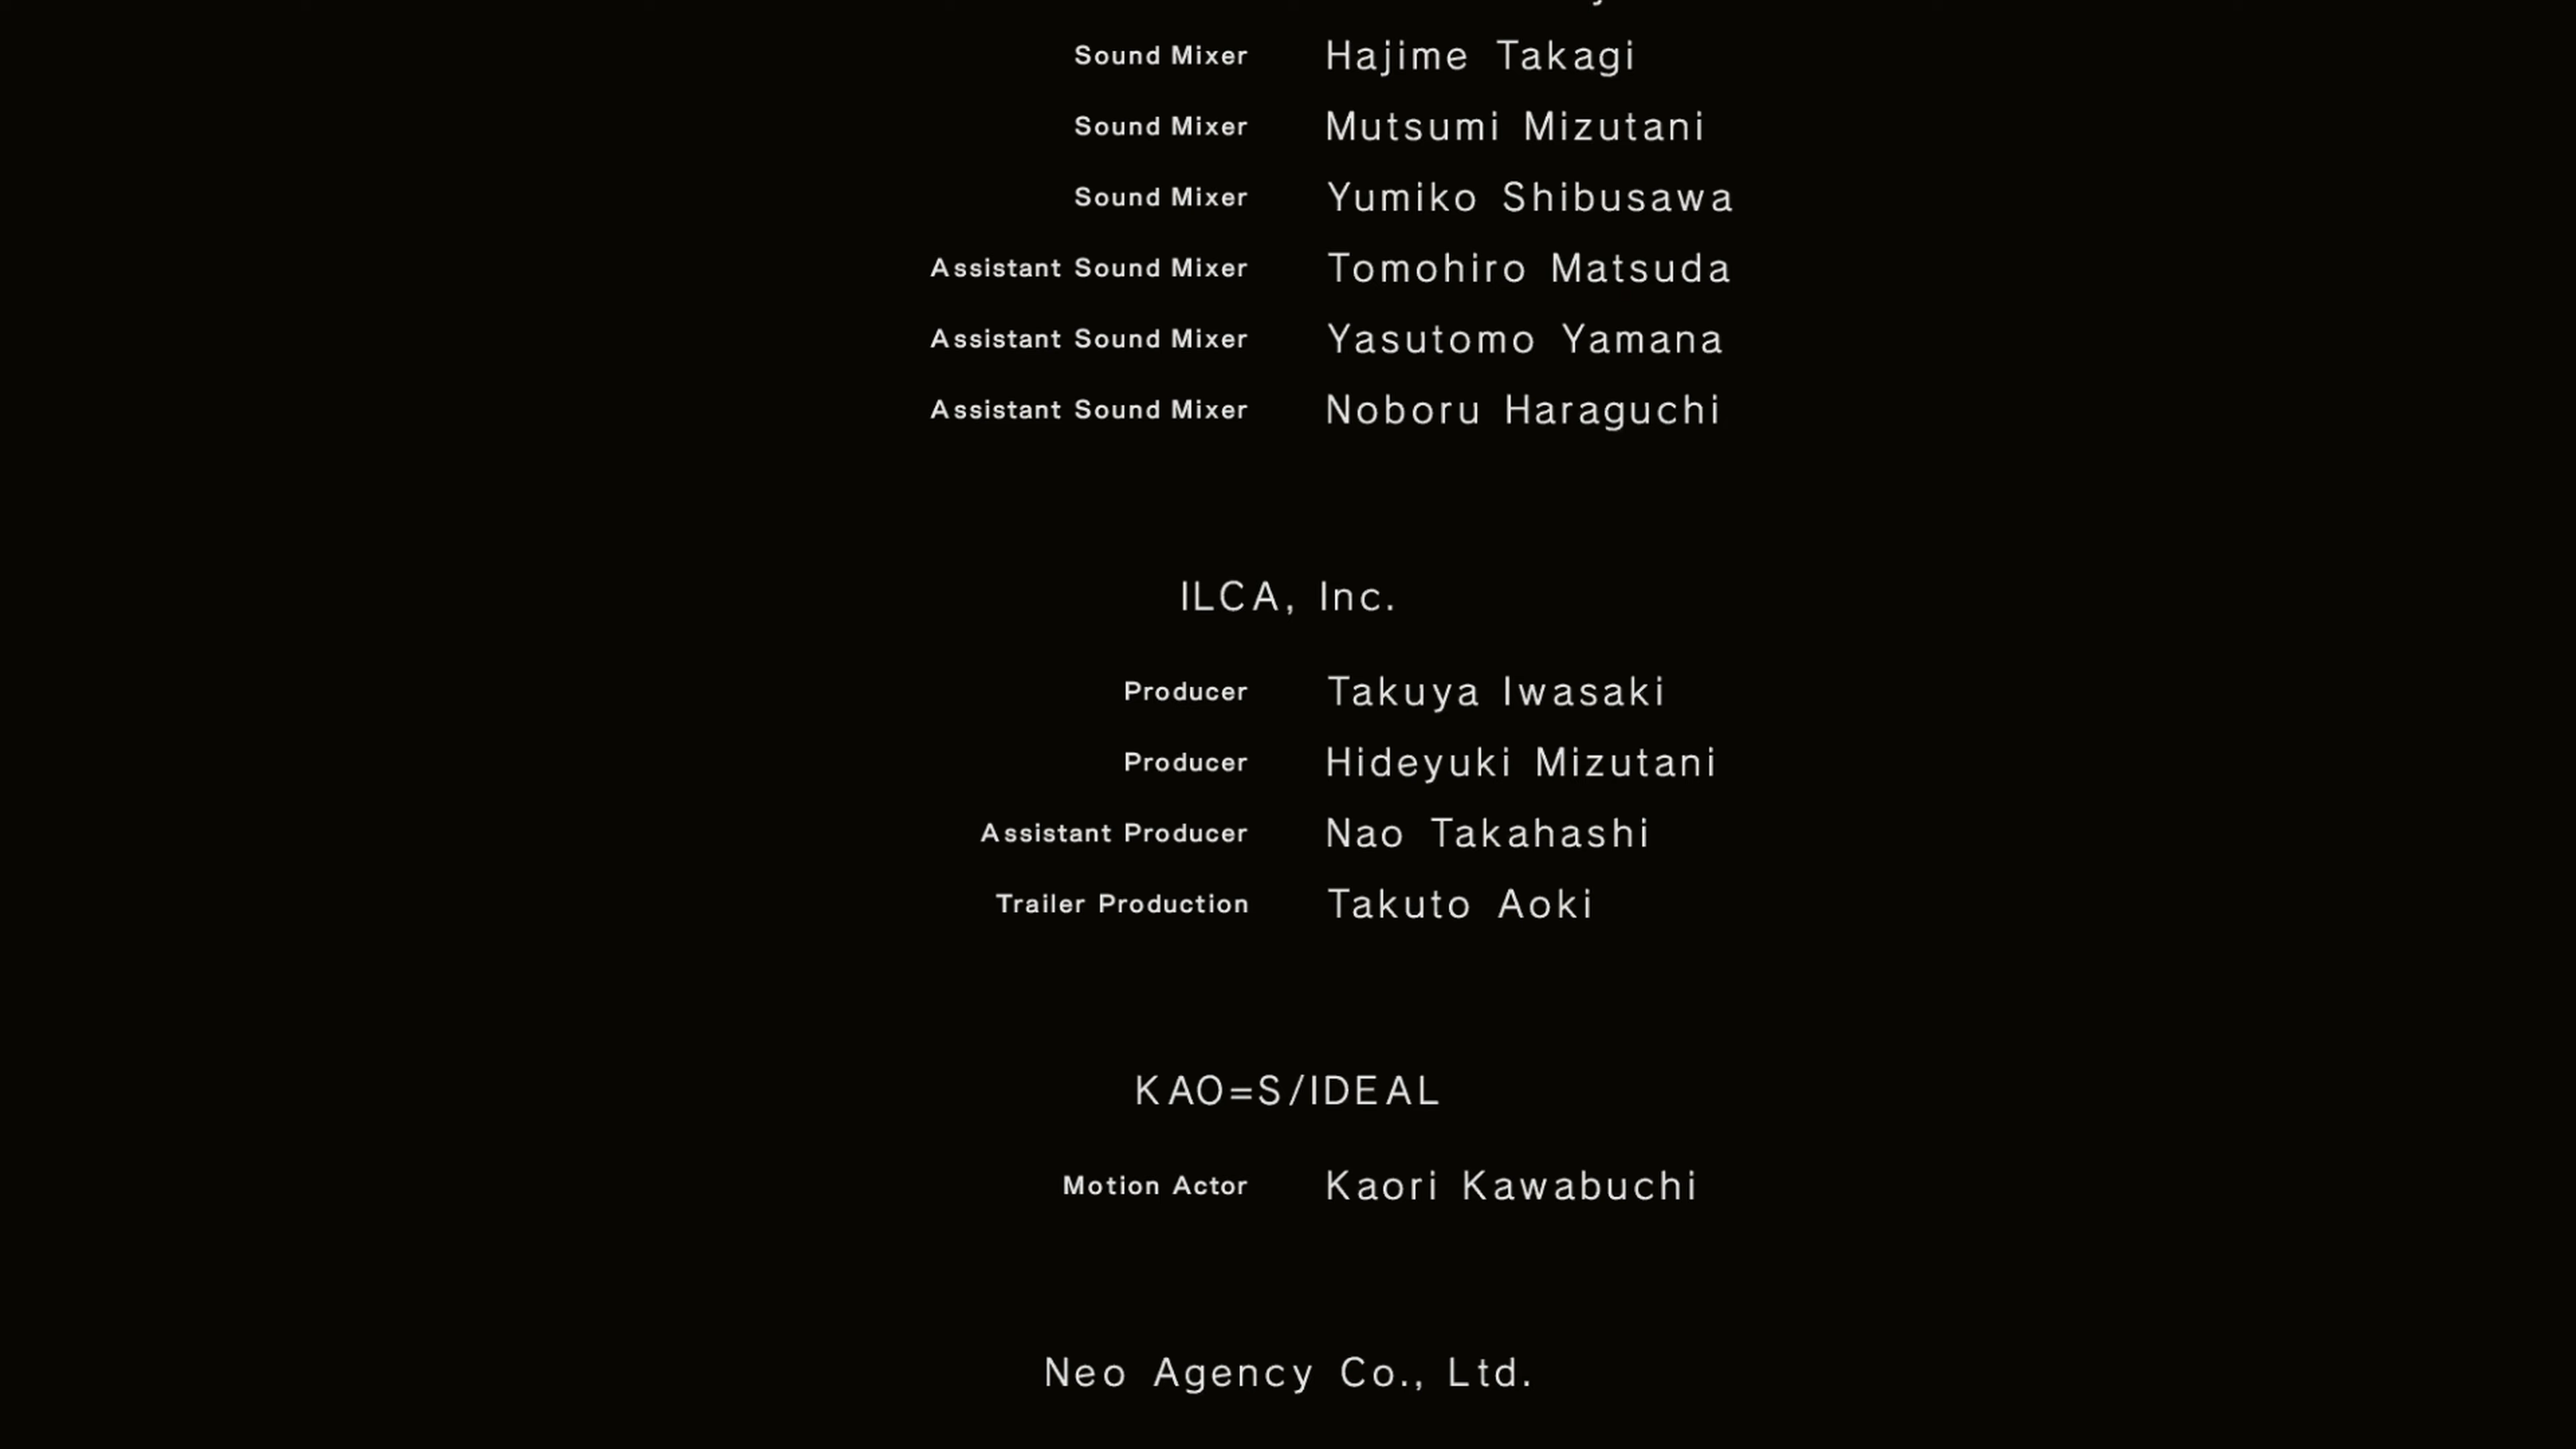 Sound Mixer Hajime Takagi
Sound Mixer Mutsumi Mizutani
Sound Mixer Yumiko Shibusawa
Assistant Sound Mixer Tomohiro Matsuda
Assistant Sound Mixer Yasutomo Yamana
Assistant Sound Mixer Noboru Haraguchi
ILCA, Inc.
Producer Takuya Iwasaki
Producer Hideyuki Mizutani
Assistant Producer Nao Takahashi
Trailer Production Takuto Aoki
KAO=S/IDEAL
Motion Actor Kaori Kawabuchi
Neo Agency Co., Ltd.